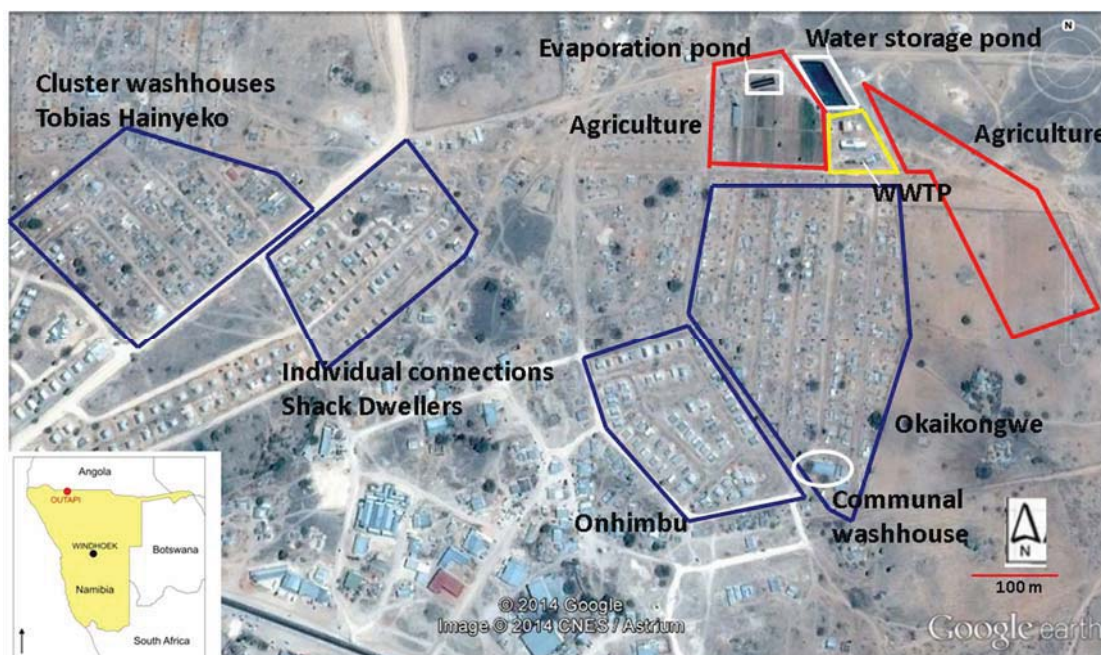 Evaporation pond
Water storage pond
Cluster washhouses
Tobias Hainyeko
Agriculture
Agriculture
WWTP
Individual connections
Shack Dwellers
Okaikongwe
Onhimbu
Communal
washhouse
N
N
100 m
Angola
OUTAPI
WINDHOEK
Botswana
Namibia
South Africa
© 2014 Google
Image © 2014 CNES / Astrium
Google earth